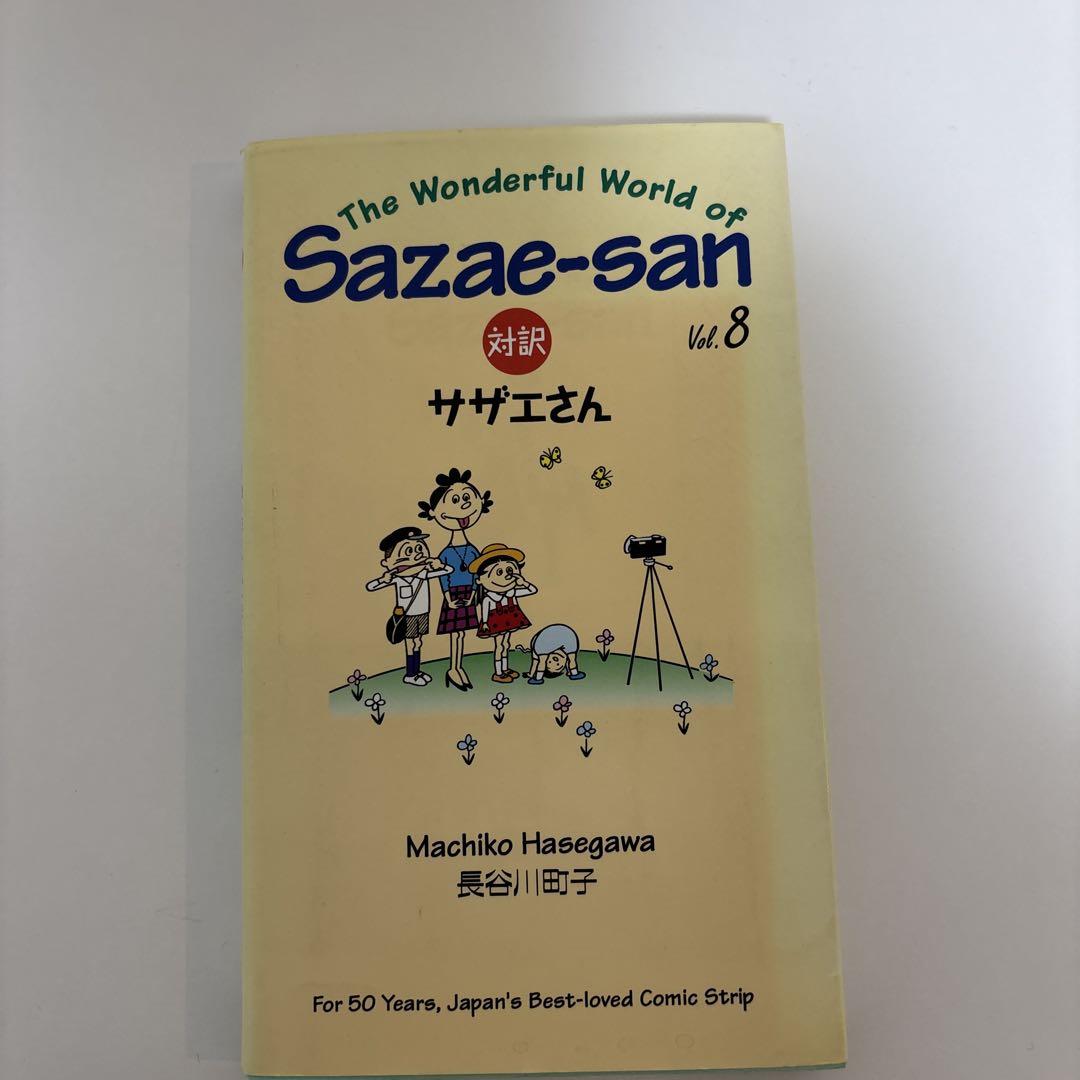 The Wonderful World of
Sazae-san
対訳
Vol. 8
サザエさん
Machiko Hasegawa
長谷川町子
For 50 Years, Japan's Best-loved Comic Strip